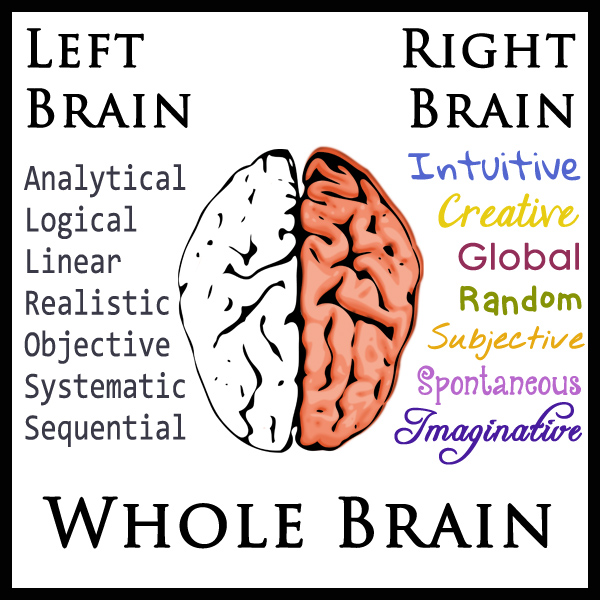 LEFT
BRAIN
Analytical
Logical
Linear
Realistic
Objective
Systematic
Sequential
RIGHT
BRAIN
Intuitive
Creative
Global
Random
Subjective
Spontaneous
Imaginative
WHOLE BRAIN